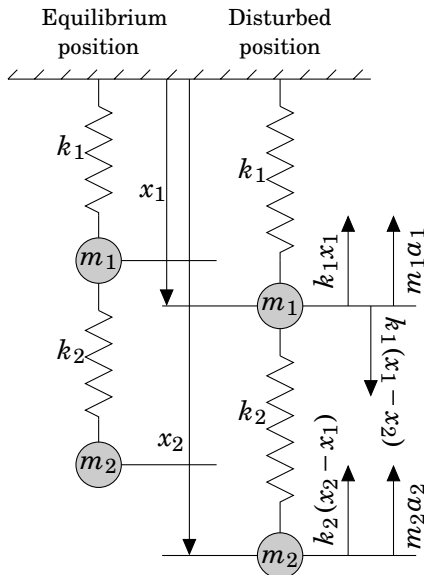 Equilibrium
position
Disturbed
position
k₁
k₁
x₁
m₁
k₁x₁
m₁a₁
m₁
k₁(x₁ − x₂)
k₂
k₂
x₂
k₂(x₂ − x₁)
m₂a₂
m₂
m₂